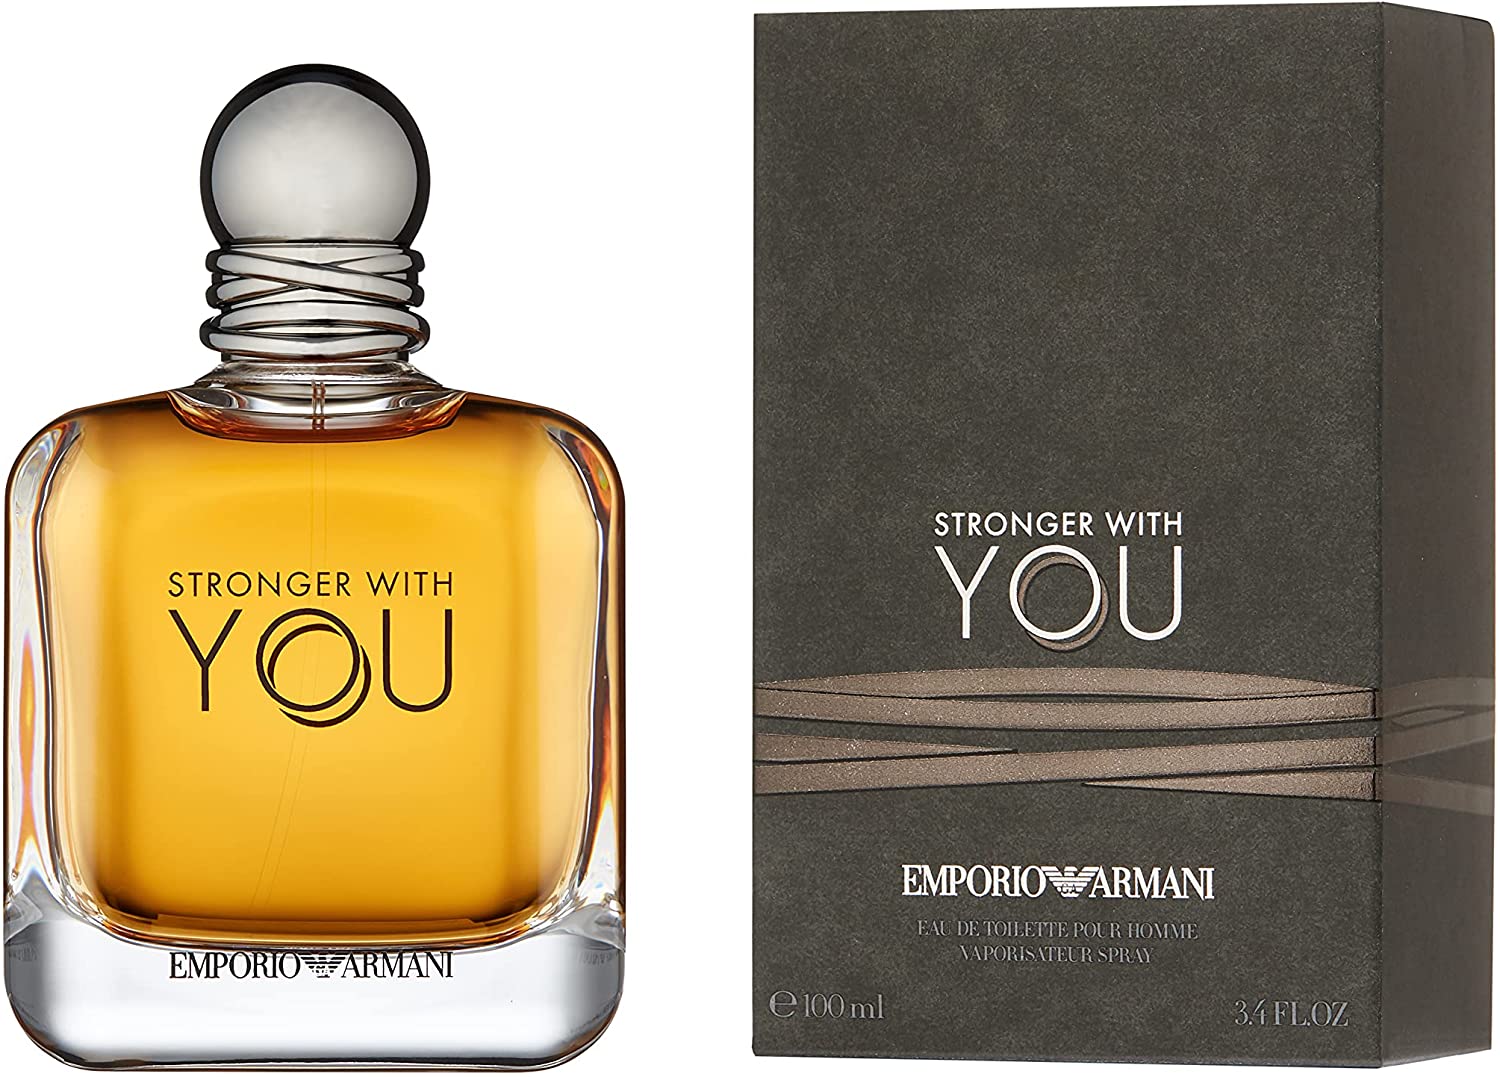 STRONGER WITH
YOU
EMPORIO ARMANI
STRONGER WITH
YOU
EMPORIO ARMANI
EAU DE TOILETTE POUR HOMME
VAPORISATEUR SPRAY
℮100 ml
3.4 FL.OZ